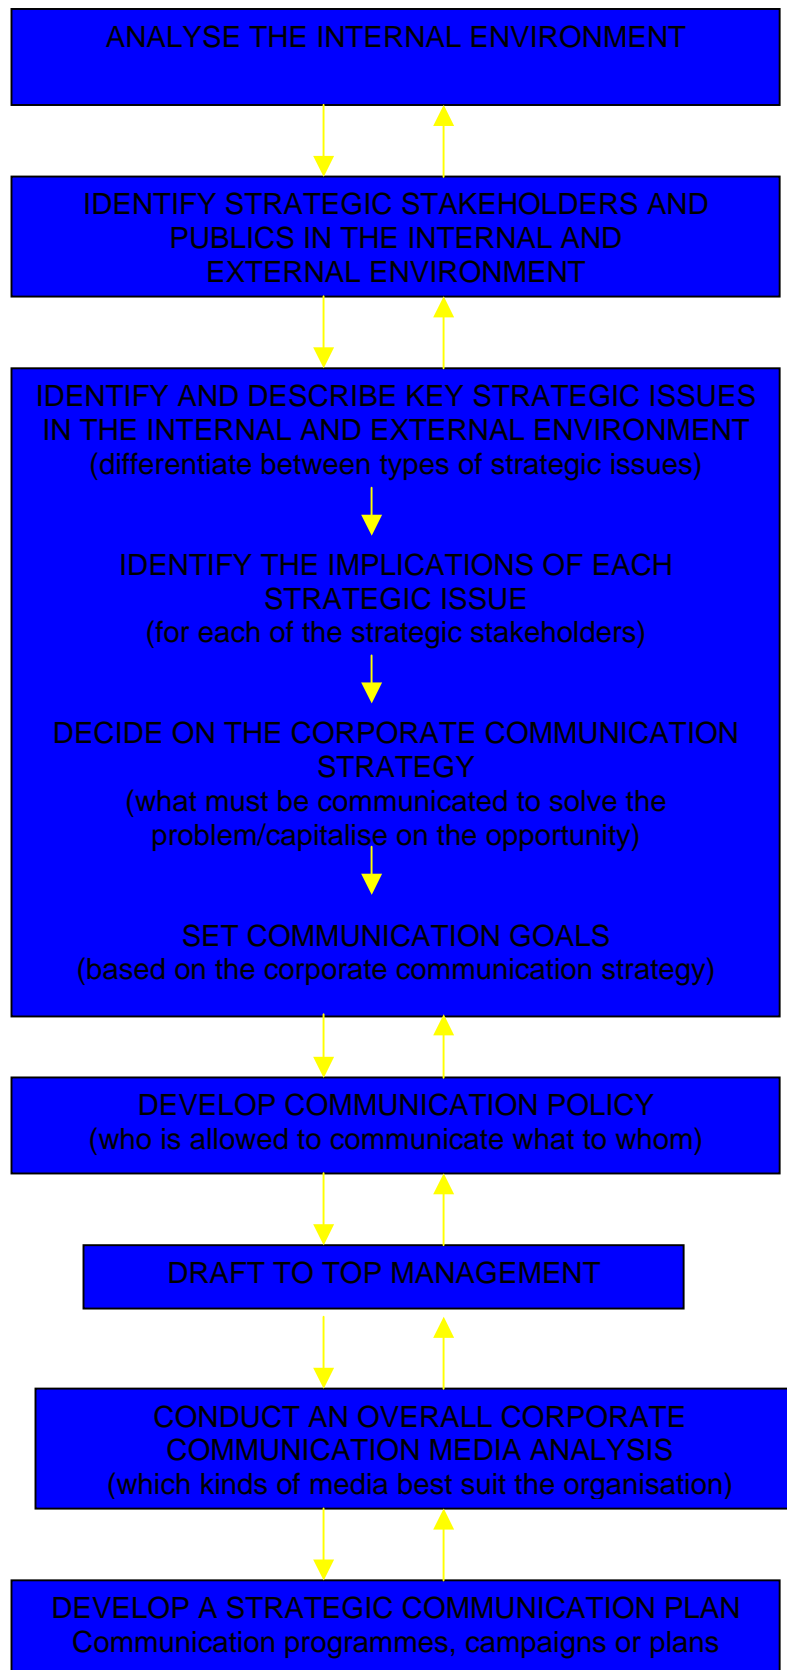 ANALYSE THE INTERNAL ENVIRONMENT
IDENTIFY STRATEGIC STAKEHOLDERS AND
PUBLICS IN THE INTERNAL AND
EXTERNAL ENVIRONMENT
IDENTIFY AND DESCRIBE KEY STRATEGIC ISSUES
IN THE INTERNAL AND EXTERNAL ENVIRONMENT
(differentiate between types of strategic issues)
IDENTIFY THE IMPLICATIONS OF EACH
STRATEGIC ISSUE
(for each of the strategic stakeholders)
DECIDE ON THE CORPORATE COMMUNICATION
STRATEGY
(what must be communicated to solve the
problem/capitalise on the opportunity)
SET COMMUNICATION GOALS
(based on the corporate communication strategy)
DEVELOP COMMUNICATION POLICY
(who is allowed to communicate what to whom)
DRAFT TO TOP MANAGEMENT
CONDUCT AN OVERALL CORPORATE
COMMUNICATION MEDIA ANALYSIS
(which kinds of media best suit the organisation)
DEVELOP A STRATEGIC COMMUNICATION PLAN
Communication programmes, campaigns or plans